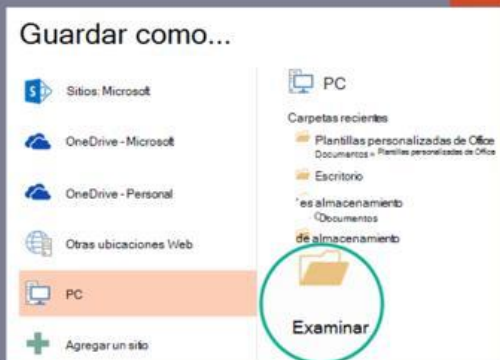 Guardar como...
Sitios: Microsoft
OneDrive - Microsoft
OneDrive - Personal
Otras ubicaciones Web
PC
Agregar un sitio
PC
Carpetas recientes
Plantillas personalizadas de Office
Documentos » Plantillas personalizadas de Office
Escritorio
es almacenamiento
Documentos
de almacenamiento
Examinar